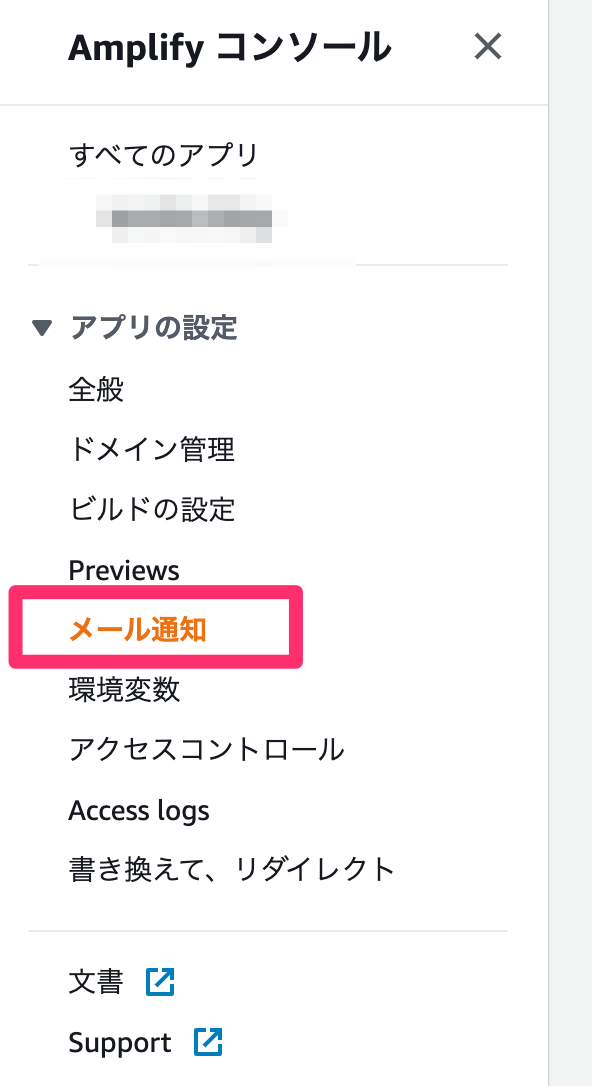 Amplify コンソール
すべてのアプリ
アプリの設定
全般
ドメイン管理
ビルドの設定
Previews
メール通知
環境変数
アクセスコントロール
Access logs
書き換えて、リダイレクト
文書
Support